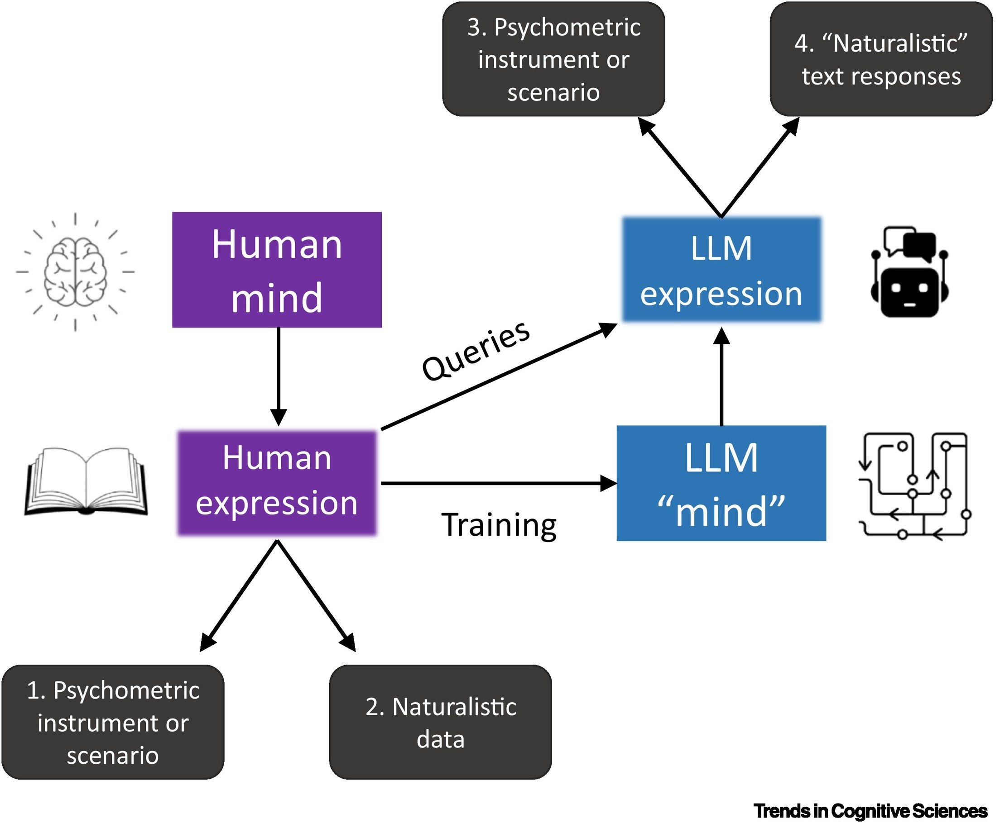 3. Psychometric
instrument or
scenario
4. “Naturalistic”
text responses
Human
mind
LLM
expression
Queries
Human
expression
Training
LLM
“mind”
1. Psychometric
instrument or
scenario
2. Naturalistic
data
Trends in Cognitive Sciences